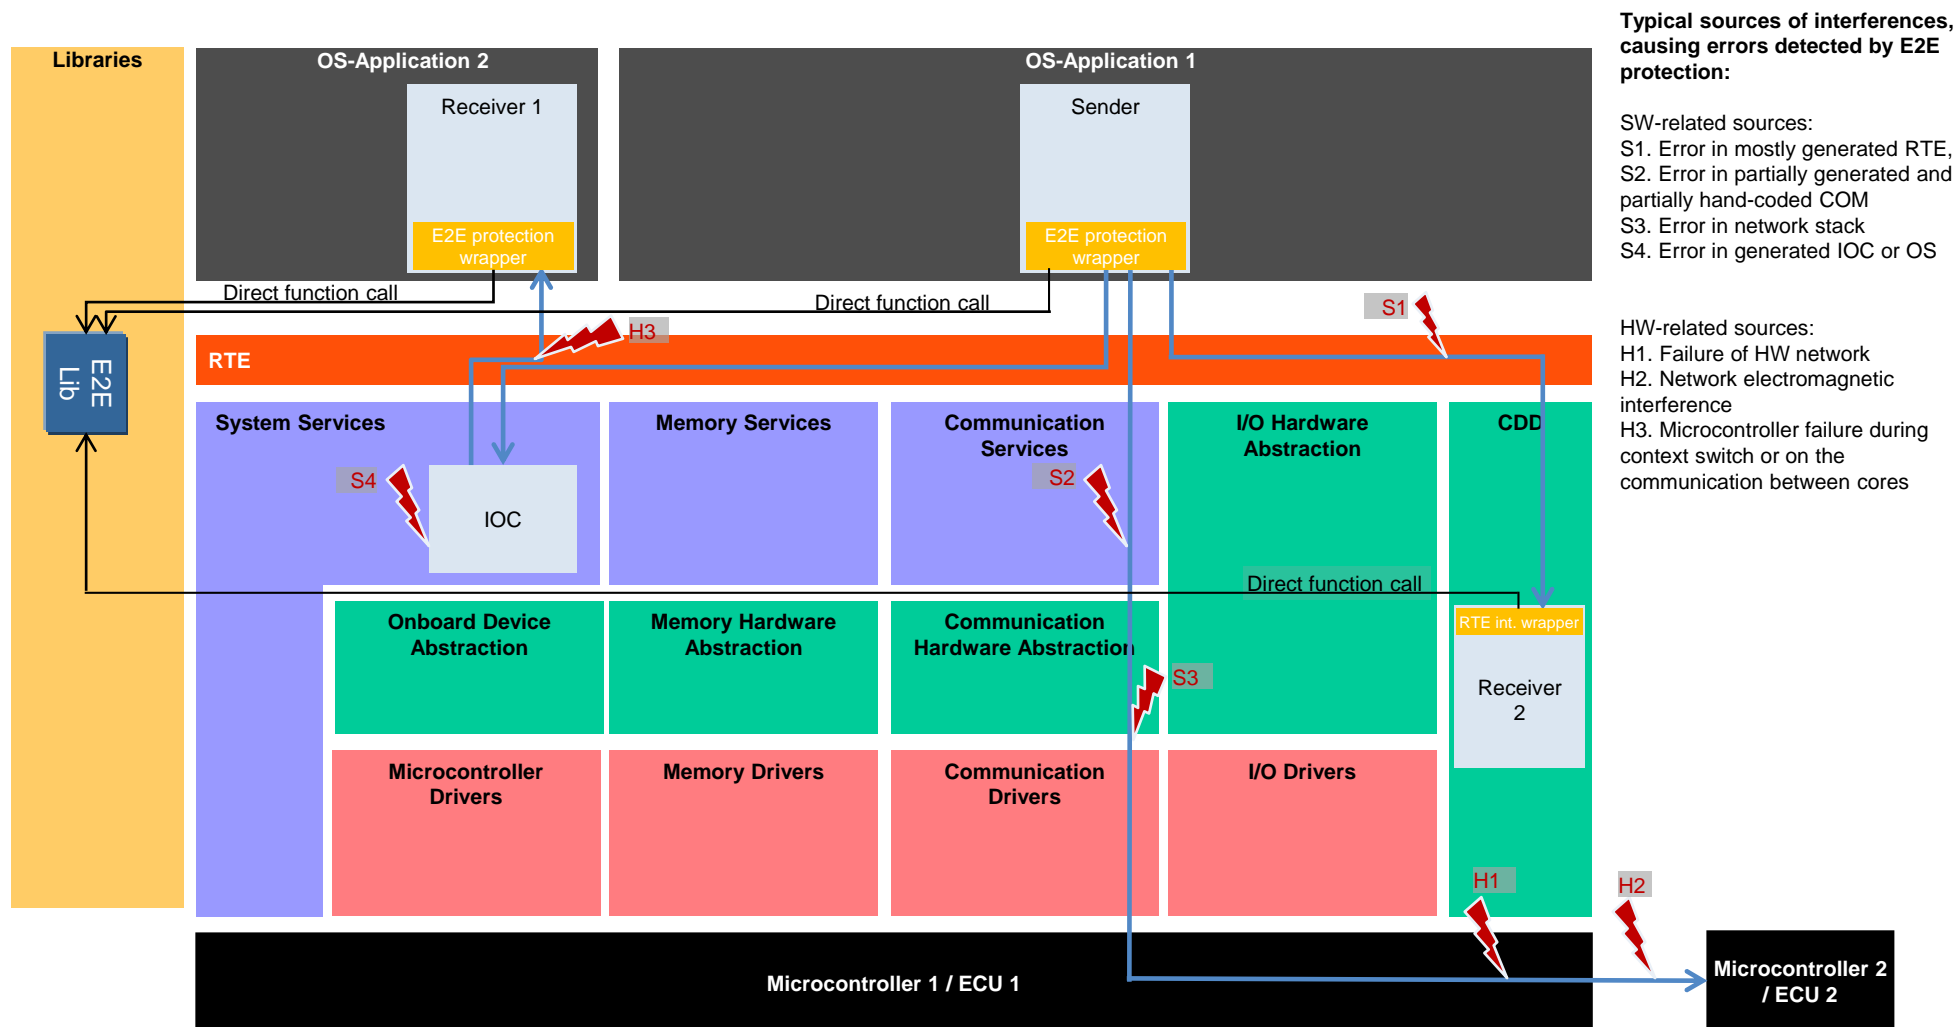 Typical sources of interferences,
causing errors detected by E2E
protection:
SW-related sources:
S1. Error in mostly generated RTE,
S2. Error in partially generated and
partially hand-coded COM
S3. Error in network stack
S4. Error in generated IOC or OS
HW-related sources:
H1. Failure of HW network
H2. Network electromagnetic
interference
H3. Microcontroller failure during
context switch or on the
communication between cores
Libraries
OS-Application 2
OS-Application 1
Receiver 1
Sender
E2E protection
wrapper
E2E protection
wrapper
Direct function call
Direct function call
S1
H3
RTE
E2E
Lib
System Services
Memory Services
Communication
Services
I/O Hardware
Abstraction
CDD
S4
S2
IOC
Direct function call
Onboard Device
Abstraction
Memory Hardware
Abstraction
Communication
Hardware Abstraction
RTE int. wrapper
S3
Receiver
2
Microcontroller
Drivers
Memory Drivers
Communication
Drivers
I/O Drivers
H1
H2
Microcontroller 1 / ECU 1
Microcontroller 2
/ ECU 2